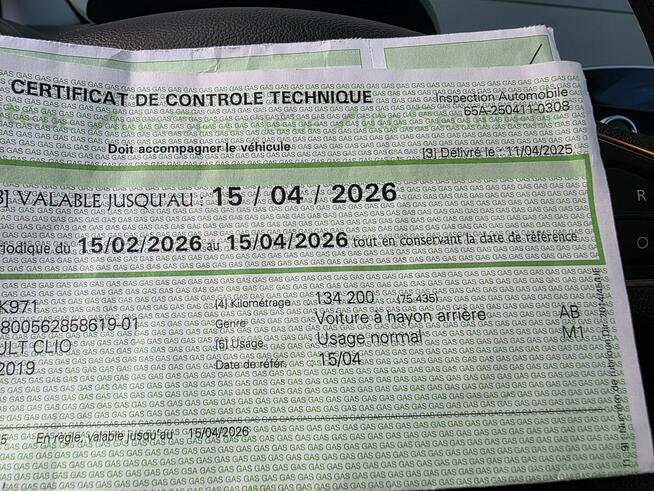 CERTIFICAT DE CONTROLE TECHNIQUE
Inspection Automobile
65A-250411-0308
Doit accompagner le véhicule
[3] Délivré le : 11/04/2025
3] VALABLE JUSQU'AU : 15 / 04 / 2026
riodique du 15/02/2026 au 15/04/2026 tout en conservant la date de référence
K971
[4] Kilométrage 134.200 (75.435)
800562858619-01
Genre Voiture à hayon arrière AB
ULT CLIO
[6] Usage Usage normal M1
2019
Date de référ. 15/04
En règle, valable jusqu'au 15/04/2026
R
O